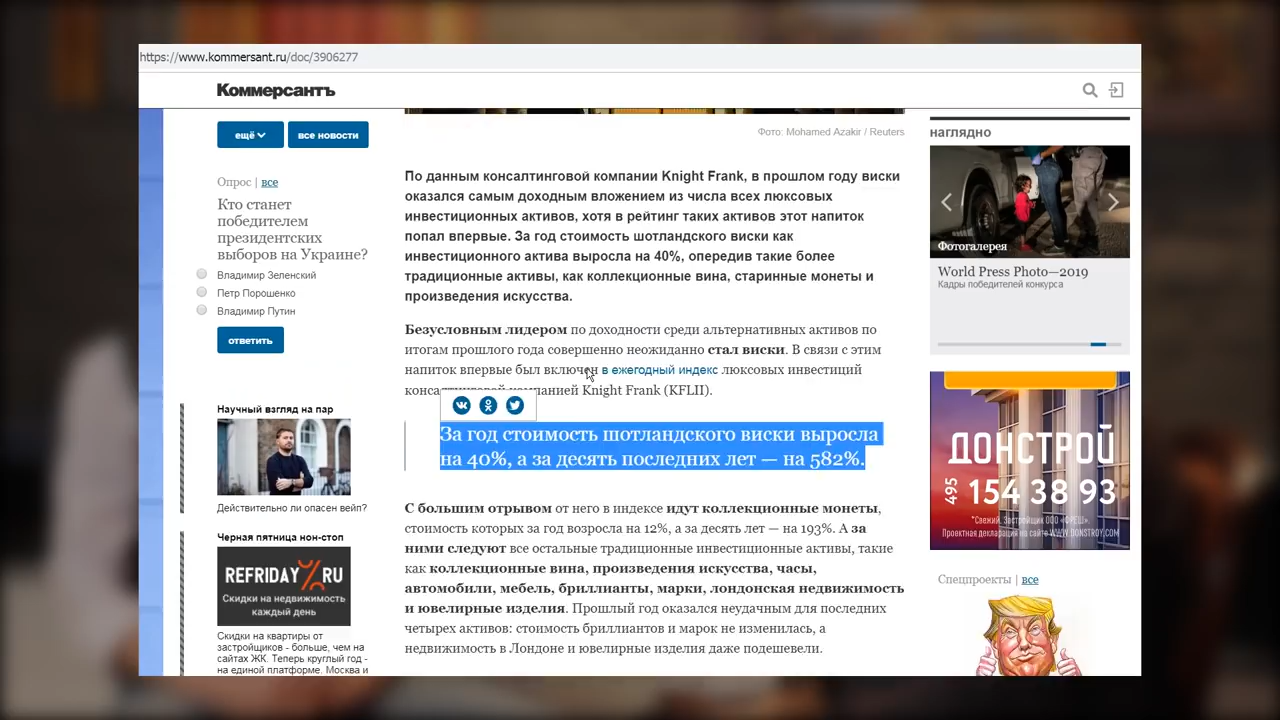 https://www.kommersant.ru/doc/3906277
Коммерсантъ
ещё
все новости
Опрос | все
Кто станет
победителем
президентских
выборов на Украине?
Владимир Зеленский
Петр Порошенко
Владимир Путин
ответить
Научный взгляд на пар
Действительно ли опасен вейп?
Черная пятница нон-стоп
REFRIDAY%RU
Скидки на недвижимость
каждый день
Скидки на квартиры от
застройщиков - больше, чем на
сайтах ЖК. Теперь круглый год -
на единой платформе. Москва и
Фото: Mohamed Azakir / Reuters
По данным консалтинговой компании Knight Frank, в прошлом году виски
оказался самым доходным вложением из числа всех люксовых
инвестиционных активов, хотя в рейтинг таких активов этот напиток
попал впервые. За год стоимость шотландского виски как
инвестиционного актива выросла на 40%, опередив такие более
традиционные активы, как коллекционные вина, старинные монеты и
произведения искусства.
Безусловным лидером по доходности среди альтернативных активов по
итогам прошлого года совершенно неожиданно стал виски. В связи с этим
напиток впервые был включен в ежегодный индекс люксовых инвестиций
консалтинговой компанией Knight Frank (KFLII).
За год стоимость шотландского виски выросла
на 40%, а за десять последних лет — на 582%.
С большим отрывом от него в индексе идут коллекционные монеты,
стоимость которых за год возросла на 12%, а за десять лет — на 193%. А за
ними следуют все остальные традиционные инвестиционные активы, такие
как коллекционные вина, произведения искусства, часы,
автомобили, мебель, бриллианты, марки, лондонская недвижимость
и ювелирные изделия. Прошлый год оказался неудачным для последних
четырех активов: стоимость бриллиантов и марок не изменилась, а
недвижимость в Лондоне и ювелирные изделия даже подешевели.
наглядно
Фотогалерея
World Press Photo—2019
Кадры победителей конкурса
ДОНСТРОЙ
495 154 38 93
*Свежий. Застройщик ООО «ФРЕШ».
Проектная декларация на сайте WWW.DONSTROY.COM
Спецпроекты | все